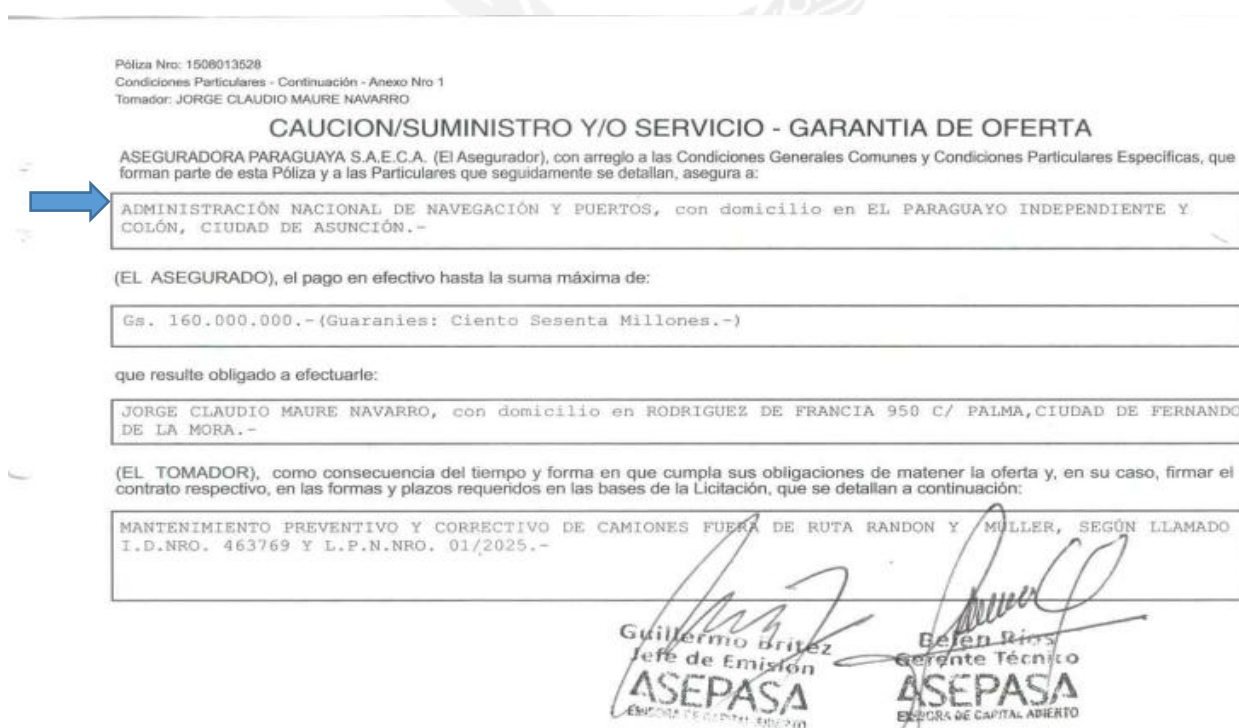 Póliza Nro: 1508013528
Condiciones Particulares - Continuación - Anexo Nro 1
Tomador: JORGE CLAUDIO MAURE NAVARRO
CAUCION/SUMINISTRO Y/O SERVICIO - GARANTIA DE OFERTA
ASEGURADORA PARAGUAYA S.A.E.C.A. (El Asegurador), con arreglo a las Condiciones Generales Comunes y Condiciones Particulares Específicas, que
forman parte de esta Póliza y a las Particulares que seguidamente se detallan, asegura a:
ADMINISTRACIÓN NACIONAL DE NAVEGACIÓN Y PUERTOS, con domicilio en EL PARAGUAYO INDEPENDIENTE Y
COLÓN, CIUDAD DE ASUNCIÓN.-
(EL ASEGURADO), el pago en efectivo hasta la suma máxima de:
Gs. 160.000.000.-(Guaranies: Ciento Sesenta Millones.-)
que resulte obligado a efectuarle:
JORGE CLAUDIO MAURE NAVARRO, con domicilio en RODRIGUEZ DE FRANCIA 950 C/ PALMA,CIUDAD DE FERNANDO
DE LA MORA.-
(EL TOMADOR), como consecuencia del tiempo y forma en que cumpla sus obligaciones de matener la oferta y, en su caso, firmar el
contrato respectivo, en las formas y plazos requeridos en las bases de la Licitación, que se detallan a continuación:
MANTENIMIENTO PREVENTIVO Y CORRECTIVO DE CAMIONES FUERA DE RUTA RANDON Y MULLER, SEGÚN LLAMADO
I.D.NRO. 463769 Y L.P.N.NRO. 01/2025.-
Guillermo Britez
Jefe de Emisión
ASEPASA
EMISORA DE CAPITAL ABIERTO
Belén Rios
Gerente Técnico
ASEPASA
EMISORA DE CAPITAL ABIERTO